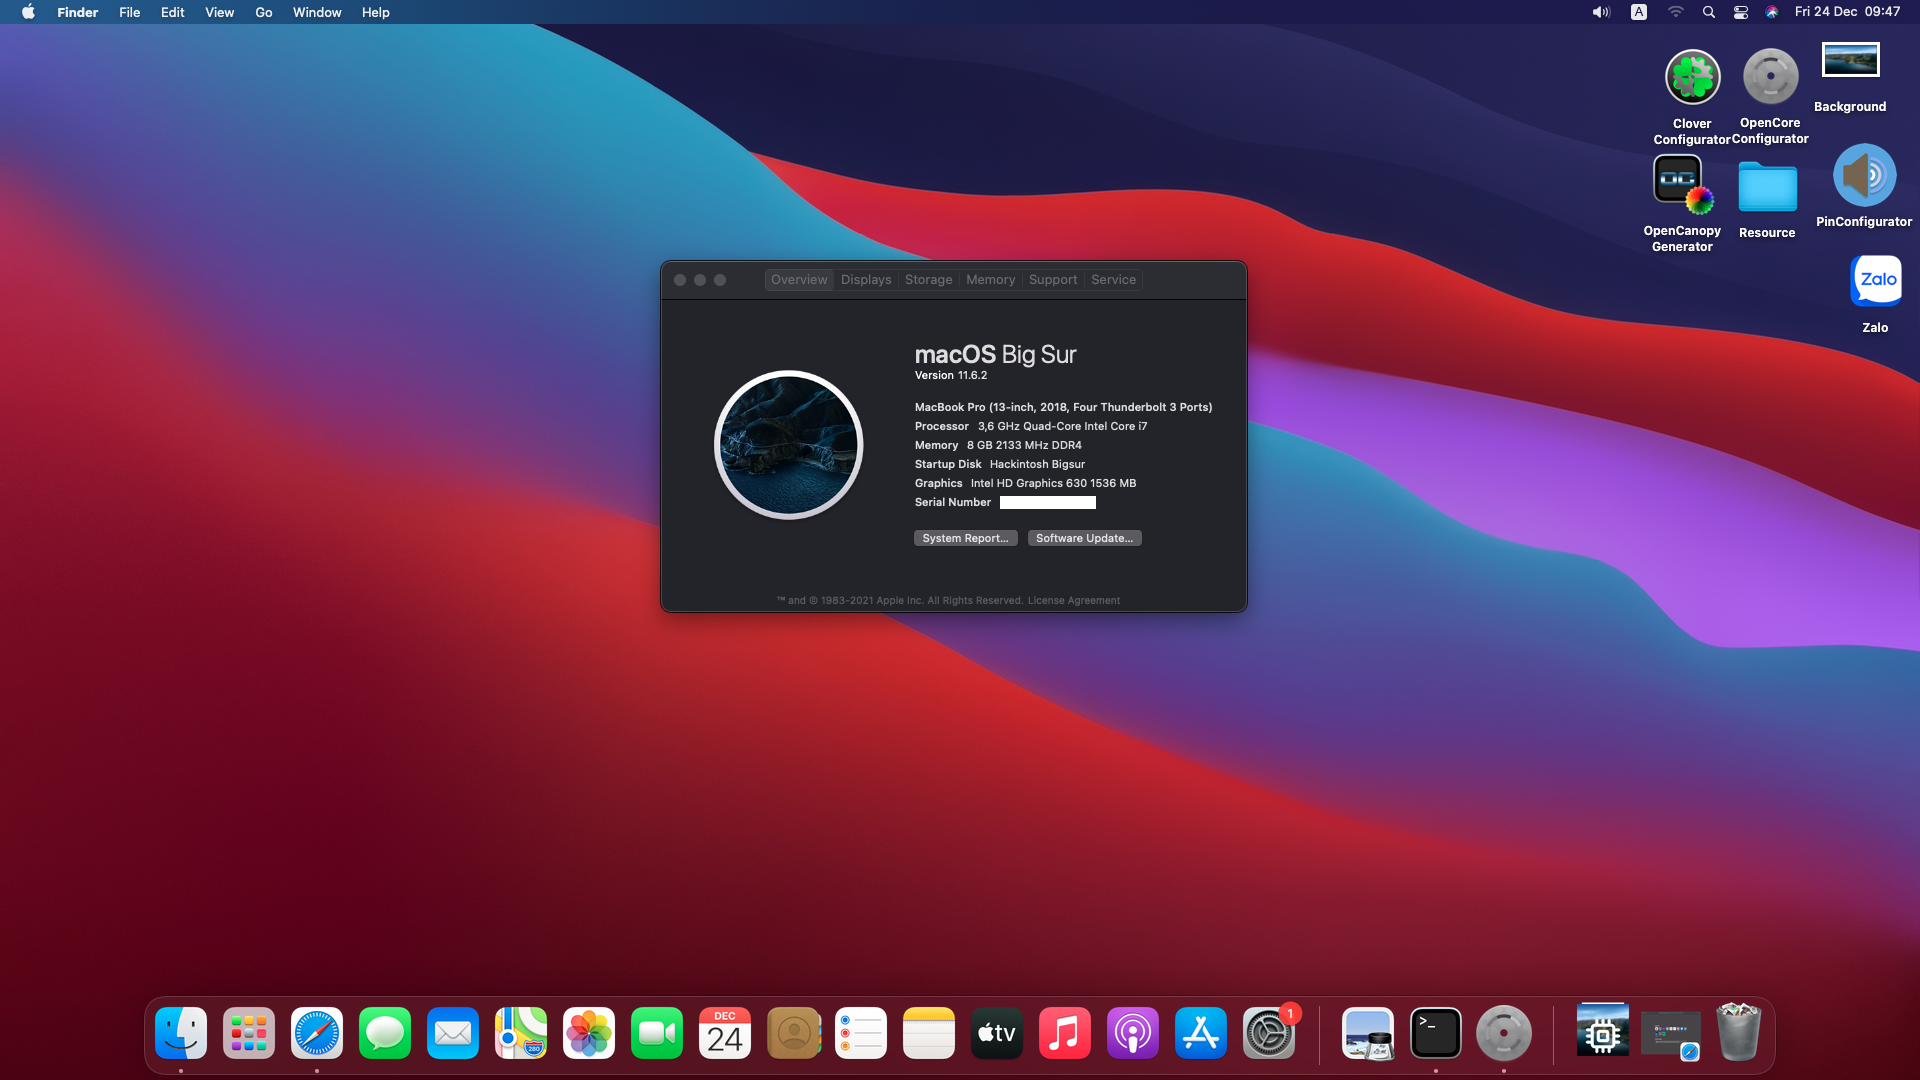 Finder File Edit View Go Window Help
A Fri 24 Dec 09:47
Clover
Configurator
OpenCore
Configurator
Background
OC
OpenCanopy
Generator
Resource
PinConfigurator
Zalo
Zalo
Overview Displays Storage Memory Support Service
macOS Big Sur
Version 11.6.2
MacBook Pro (13-inch, 2018, Four Thunderbolt 3 Ports)
Processor 3,6 GHz Quad-Core Intel Core i7
Memory 8 GB 2133 MHz DDR4
Startup Disk Hackintosh Bigsur
Graphics Intel HD Graphics 630 1536 MB
Serial Number
System Report... Software Update...
™ and © 1983-2021 Apple Inc. All Rights Reserved. License Agreement
280
DEC
24
tv
1
>_